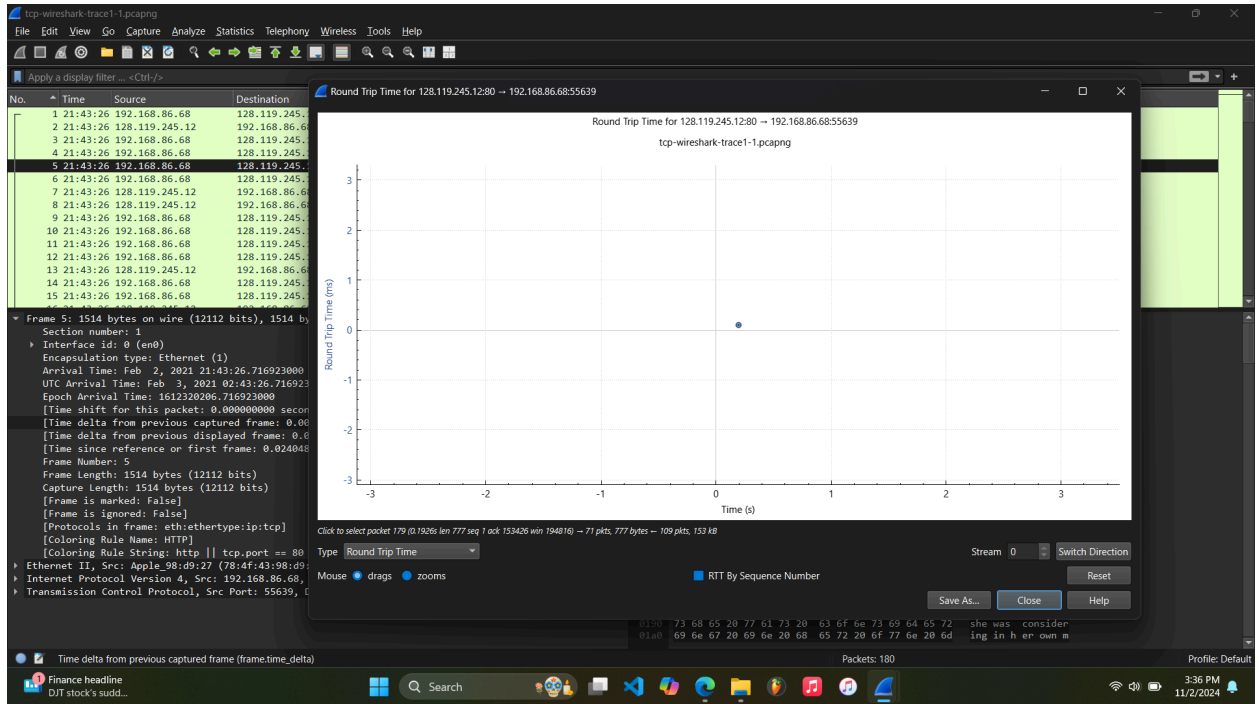 tcp-wireshark-trace1-1.pcapng
File Edit View Go Capture Analyze Statistics Telephony Wireless Tools Help
Apply a display filter ... <Ctrl-/>
No. Time Source Destination
1 21:43:26 192.168.86.68 128.119.245.
2 21:43:26 128.119.245.12 192.168.86.68
3 21:43:26 192.168.86.68 128.119.245.
4 21:43:26 192.168.86.68 128.119.245.
5 21:43:26 192.168.86.68 128.119.245.
6 21:43:26 192.168.86.68 128.119.245.
7 21:43:26 128.119.245.12 192.168.86.68
8 21:43:26 128.119.245.12 192.168.86.68
9 21:43:26 192.168.86.68 128.119.245.
10 21:43:26 192.168.86.68 128.119.245.
11 21:43:26 192.168.86.68 128.119.245.
12 21:43:26 192.168.86.68 128.119.245.
13 21:43:26 128.119.245.12 192.168.86.68
14 21:43:26 192.168.86.68 128.119.245.
15 21:43:26 192.168.86.68 128.119.245.
Frame 5: 1514 bytes on wire (12112 bits), 1514 by
Section number: 1
Interface id: 0 (en0)
Encapsulation type: Ethernet (1)
Arrival Time: Feb 2, 2021 21:43:26.716923000
UTC Arrival Time: Feb 3, 2021 02:43:26.716923
Epoch Arrival Time: 1612320206.716923000
[Time shift for this packet: 0.000000000 secon
[Time delta from previous captured frame: 0.00
[Time delta from previous displayed frame: 0.0
[Time since reference or first frame: 0.024048
Frame Number: 5
Frame Length: 1514 bytes (12112 bits)
Capture Length: 1514 bytes (12112 bits)
[Frame is marked: False]
[Frame is ignored: False]
[Protocols in frame: eth:ethertype:ip:tcp]
[Coloring Rule Name: HTTP]
[Coloring Rule String: http || tcp.port == 80
Ethernet II, Src: Apple_98:d9:27 (78:4f:43:98:d9:
Internet Protocol Version 4, Src: 192.168.86.68,
Transmission Control Protocol, Src Port: 55639, D
Round Trip Time for 128.119.245.12:80 → 192.168.86.68:55639
Round Trip Time for 128.119.245.12:80 → 192.168.86.68:55639
tcp-wireshark-trace1-1.pcapng
Round Trip Time (ms)
3
2
1
0
-1
-2
-3
-3 -2 -1 0 1 2 3
Time (s)
Click to select packet 179 (0.1926s len 777 seq 1 ack 153426 win 194816) → 71 pkts, 777 bytes ← 109 pkts, 153 kB
Type Round Trip Time Stream 0 Switch Direction
Mouse drags zooms RTT By Sequence Number Reset
Save As... Close Help
0190 73 68 65 20 77 61 73 20 63 6f 6e 73 69 64 65 72 she was consider
01a0 69 6e 67 20 69 6e 20 68 65 72 20 6f 77 6e 20 6d ing in h er own m
Time delta from previous captured frame (frame.time_delta) Packets: 180 Profile: Default
1 Finance headline
DJT stock's sudd...
Search
3:36 PM
11/2/2024